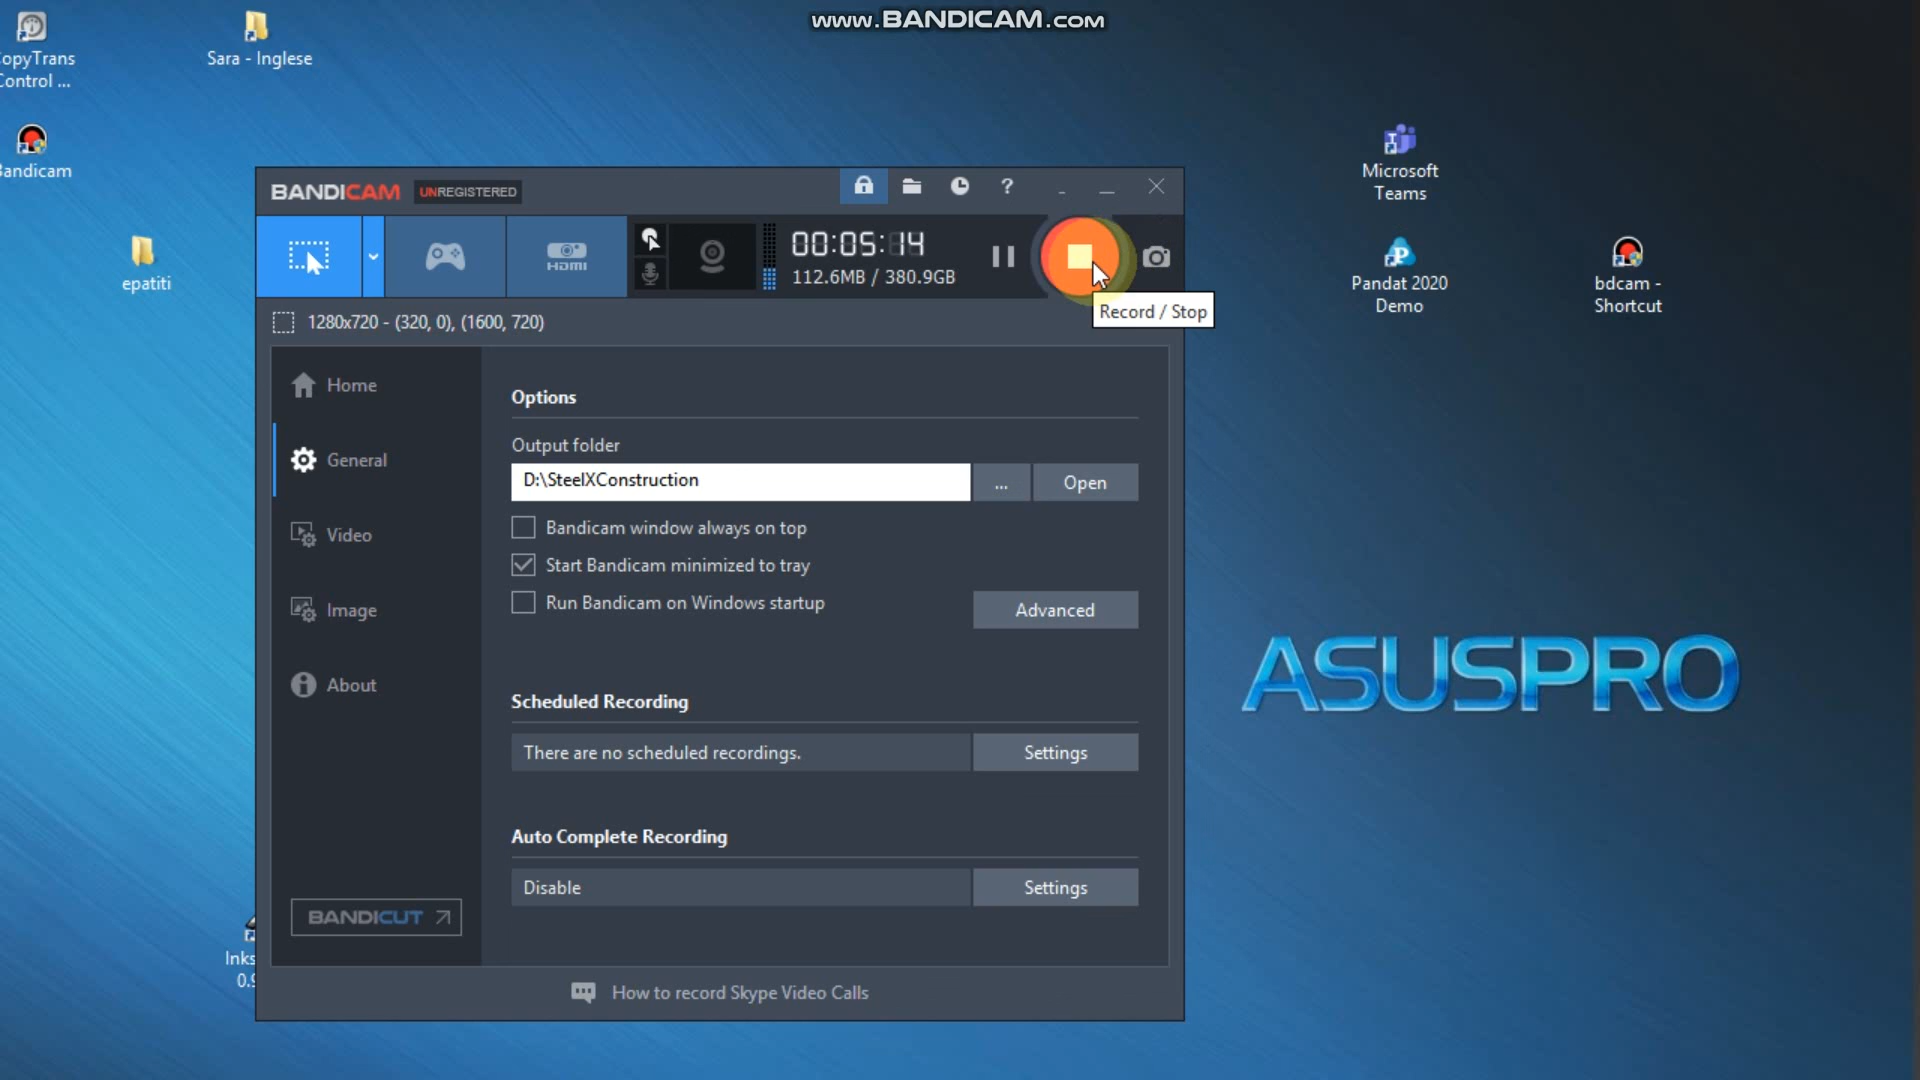 www.BANDICAM.com
opyTrans
ontrol ...
Sara - Inglese
andicam
epatiti
Microsoft
Teams
Pandat 2020
Demo
bdcam -
Shortcut
BANDICAM UNREGISTERED
?
HDMI
00:05:14
112.6MB / 380.9GB
Record / Stop
1280x720 - (320, 0), (1600, 720)
Home
General
Video
Image
About
BANDICUT
Options
Output folder
D:\SteelXConstruction
...
Open
Bandicam window always on top
Start Bandicam minimized to tray
Run Bandicam on Windows startup
Advanced
Scheduled Recording
There are no scheduled recordings.
Settings
Auto Complete Recording
Disable
Settings
How to record Skype Video Calls
Inks
0.9
ASUSPRO